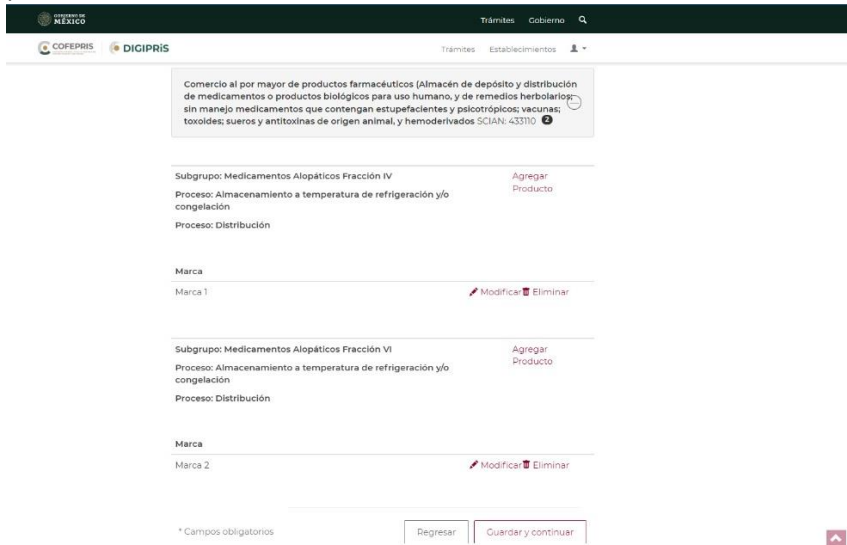 GOBIERNO DE
MÉXICO
Trámites Gobierno
COFEPRIS DIGIPRiS
Tramites Establecimientos
Comercio al por mayor de productos farmacéuticos (Almacén de depósito y distribución
de medicamentos o productos biológicos para uso humano, y de remedios herbolarios;
sin manejo medicamentos que contengan estupefacientes y psicotrópicos; vacunas;
toxoides; sueros y antitoxinas de origen animal, y hemoderivados SCIAN: 433110 2
Subgrupo: Medicamentos Alopáticos Fracción IV
Agregar
Producto
Proceso: Almacenamiento a temperatura de refrigeración y/o
congelación
Proceso: Distribución
Marca
Marca 1 Modificar Eliminar
Subgrupo: Medicamentos Alopáticos Fracción VI
Agregar
Producto
Proceso: Almacenamiento a temperatura de refrigeración y/o
congelación
Proceso: Distribución
Marca
Marca 2 Modificar Eliminar
* Campos obligatorios Regresar Guardar y continuar